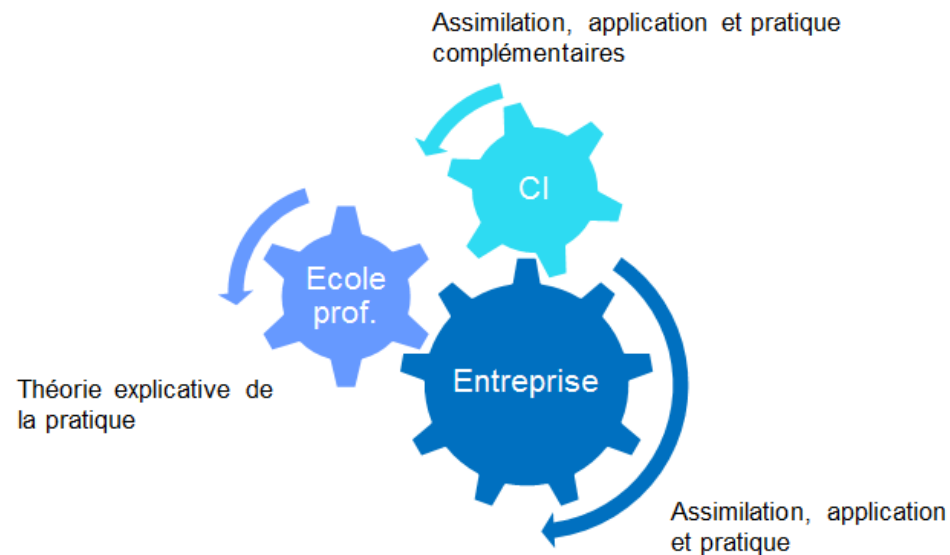 Assimilation, application et pratique
complémentaires
CI
Ecole
prof.
Entreprise
Théorie explicative de
la pratique
Assimilation, application
et pratique